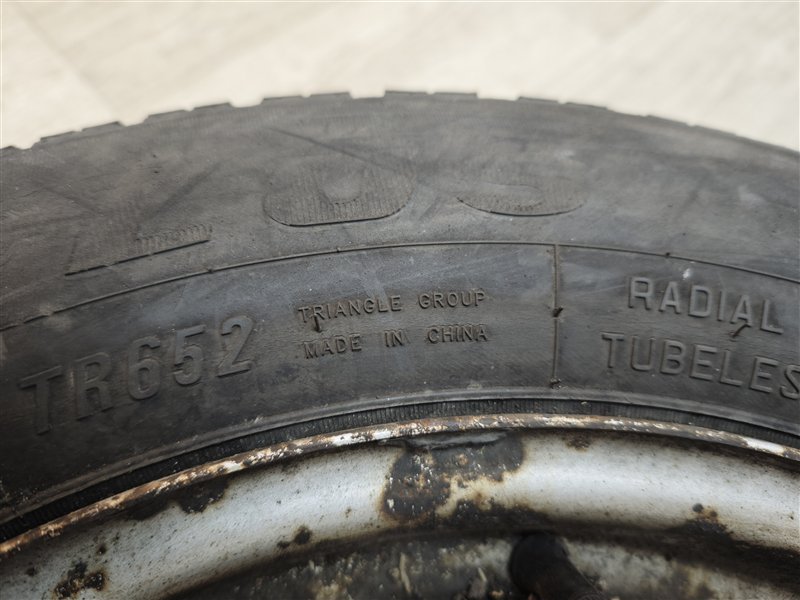 TR652
TRIANGLE GROUP
MADE IN CHINA
RADIAL
TUBELES